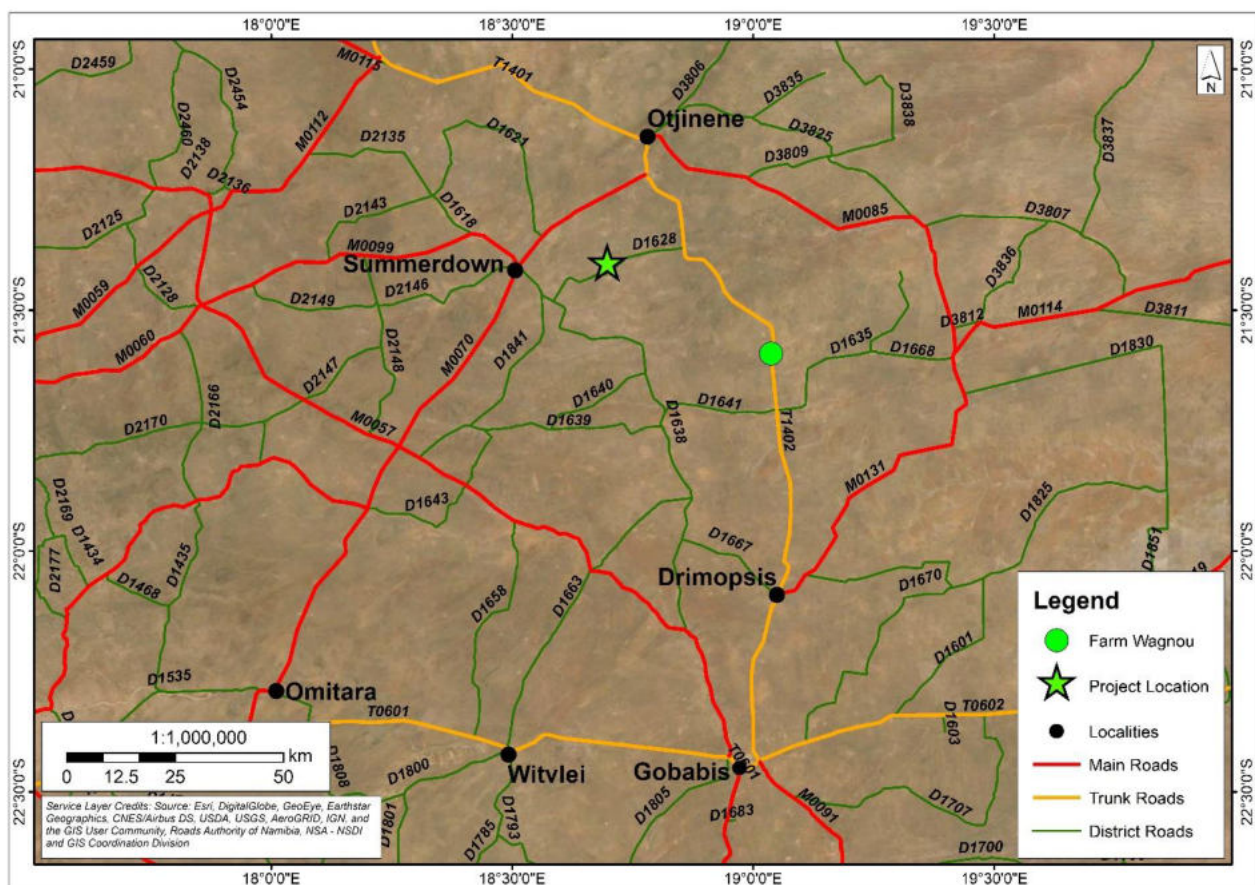 18°0'0"E 18°30'0"E 19°0'0"E 19°30'0"E
21°0'0"S
21°30'0"S
22°0'0"S
22°30'0"S
21°0'0"S
21°30'0"S
22°0'0"S
22°30'0"S
N
D2459
D2454
M0115
T1401
D3806
D3835
D3838
D3837
M0112
D2460
D2138
D2135
D1621
Otjinene
D3825
D3809
D2136
D2125
D2143
D1618
M0085
D3807
M0099
D1628
D3836
Summerdown
M0059
D2128
D2149
D2146
M0060
D1841
M0070
D2148
D2147
D1635
D3812
M0114
D3811
D1668
D1830
D1640
D1641
D2166
D2170
M0057
D1639
D1638
T1402
M0131
D1643
D2169
D1434
D1435
D2177
D1468
D1667
D1825
D1851
Drimopsis
D1670
D1658
D1663
D1601
D1535
Omitara
T0601
T0602
D1603
Witvlei
Gobabis
T0601
D1808
D1800
D1801
D1785
D1793
D1805
D1683
M0091
D1707
D1700
1:1,000,000
km
0 12.5 25 50
Service Layer Credits: Source: Esri, DigitalGlobe, GeoEye, Earthstar
Geographics, CNES/Airbus DS, USDA, USGS, AeroGRID, IGN, and
the GIS User Community, Roads Authority of Namibia, NSA - NSDI
and GIS Coordination Division
Legend
Farm Wagnou
Project Location
Localities
Main Roads
Trunk Roads
District Roads
18°0'0"E 18°30'0"E 19°0'0"E 19°30'0"E